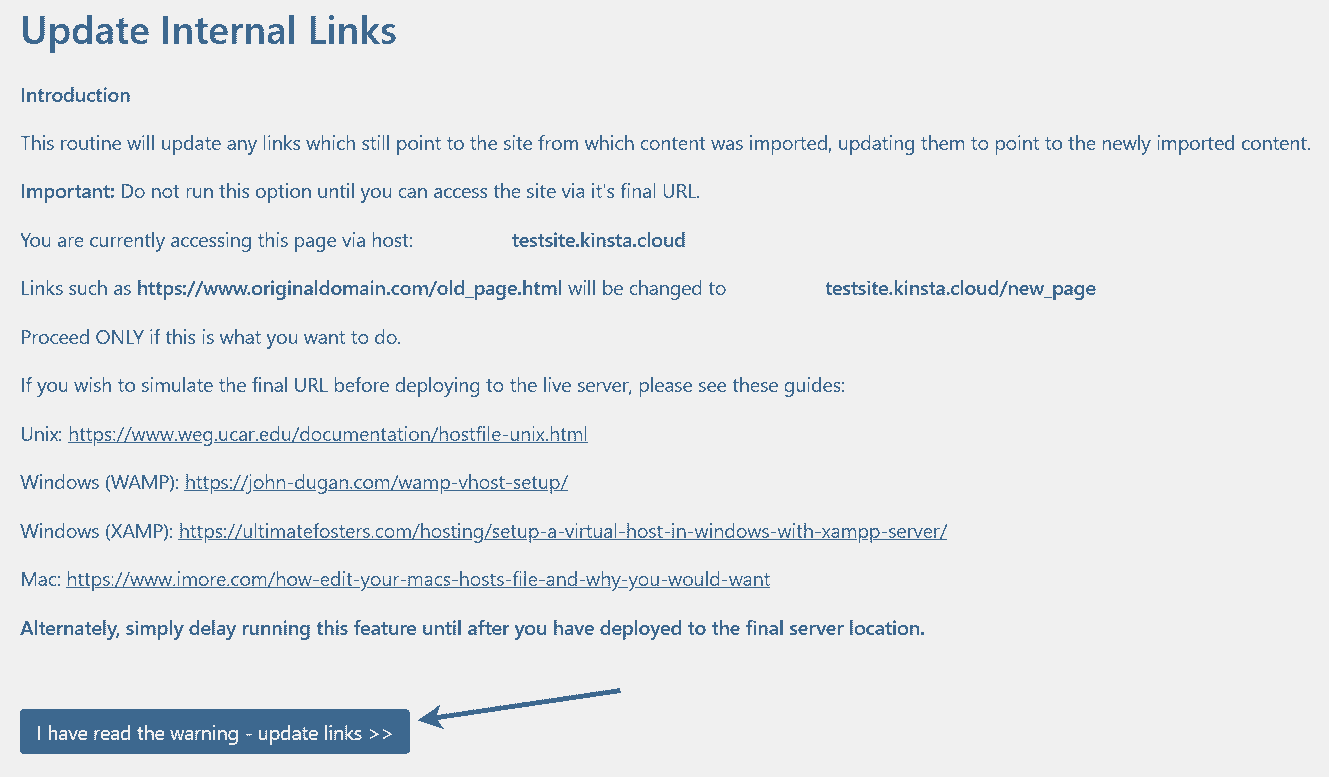 Update Internal Links
Introduction
This routine will update any links which still point to the site from which content was imported, updating them to point to the newly imported content.
Important: Do not run this option until you can access the site via it's final URL.
You are currently accessing this page via host: testsite.kinsta.cloud
Links such as https://www.originaldomain.com/old_page.html will be changed to testsite.kinsta.cloud/new_page
Proceed ONLY if this is what you want to do.
If you wish to simulate the final URL before deploying to the live server, please see these guides:
Unix: https://www.weg.ucar.edu/documentation/hostfile-unix.html
Windows (WAMP): https://john-dugan.com/wamp-vhost-setup/
Windows (XAMP): https://ultimatefosters.com/hosting/setup-a-virtual-host-in-windows-with-xampp-server/
Mac: https://www.imore.com/how-edit-your-macs-hosts-file-and-why-you-would-want
Alternately, simply delay running this feature until after you have deployed to the final server location.
I have read the warning - update links >>